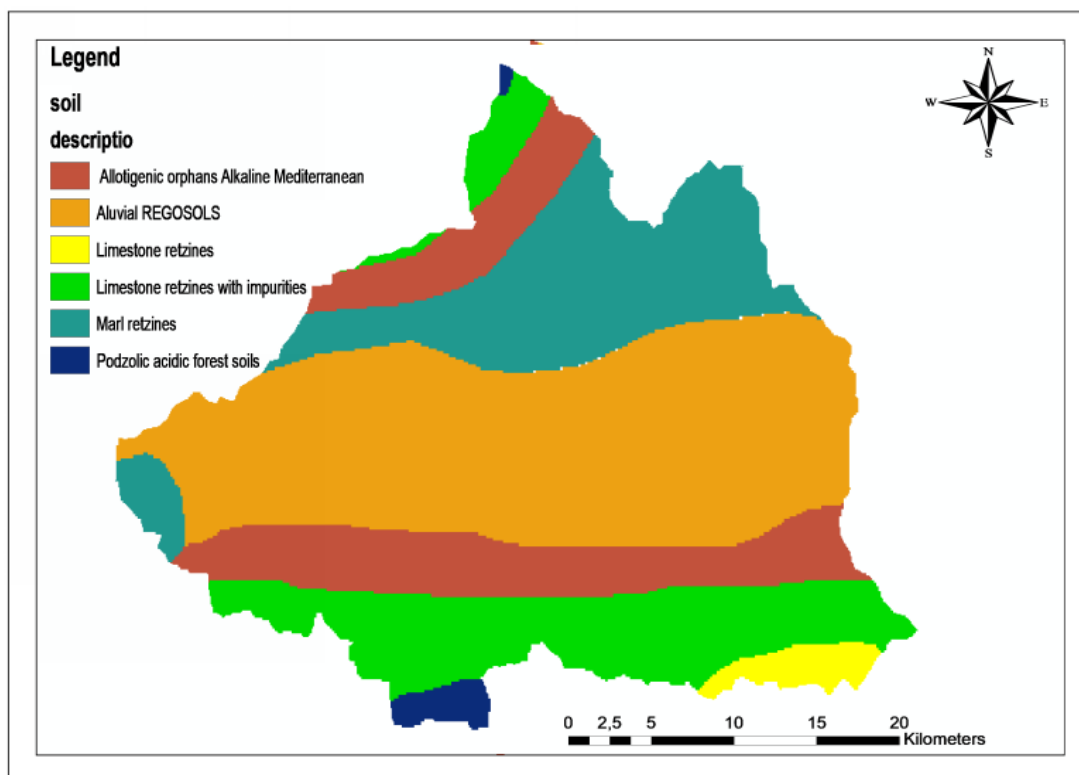 Legend
soil
descriptio
Allotigenic orphans Alkaline Mediterranean
Aluvial REGOSOLS
Limestone retzines
Limestone retzines with impurities
Marl retzines
Podzolic acidic forest soils
N
W E
S
0 2,5 5 10 15 20
Kilometers